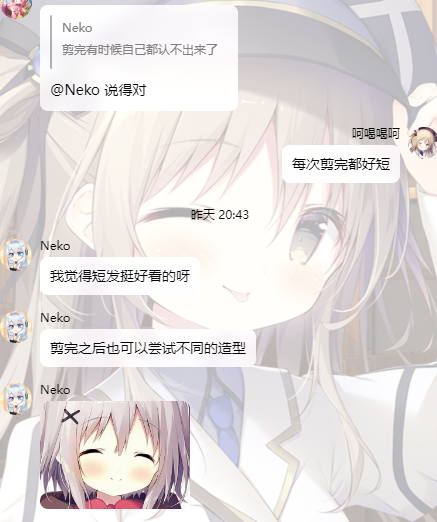 Neko
剪完有时候自己都认不出来了
@Neko 说得对
呵喝喝呵
每次剪完都好短
昨天 20:43
Neko
我觉得短发挺好看的呀
Neko
剪完之后也可以尝试不同的造型
Neko